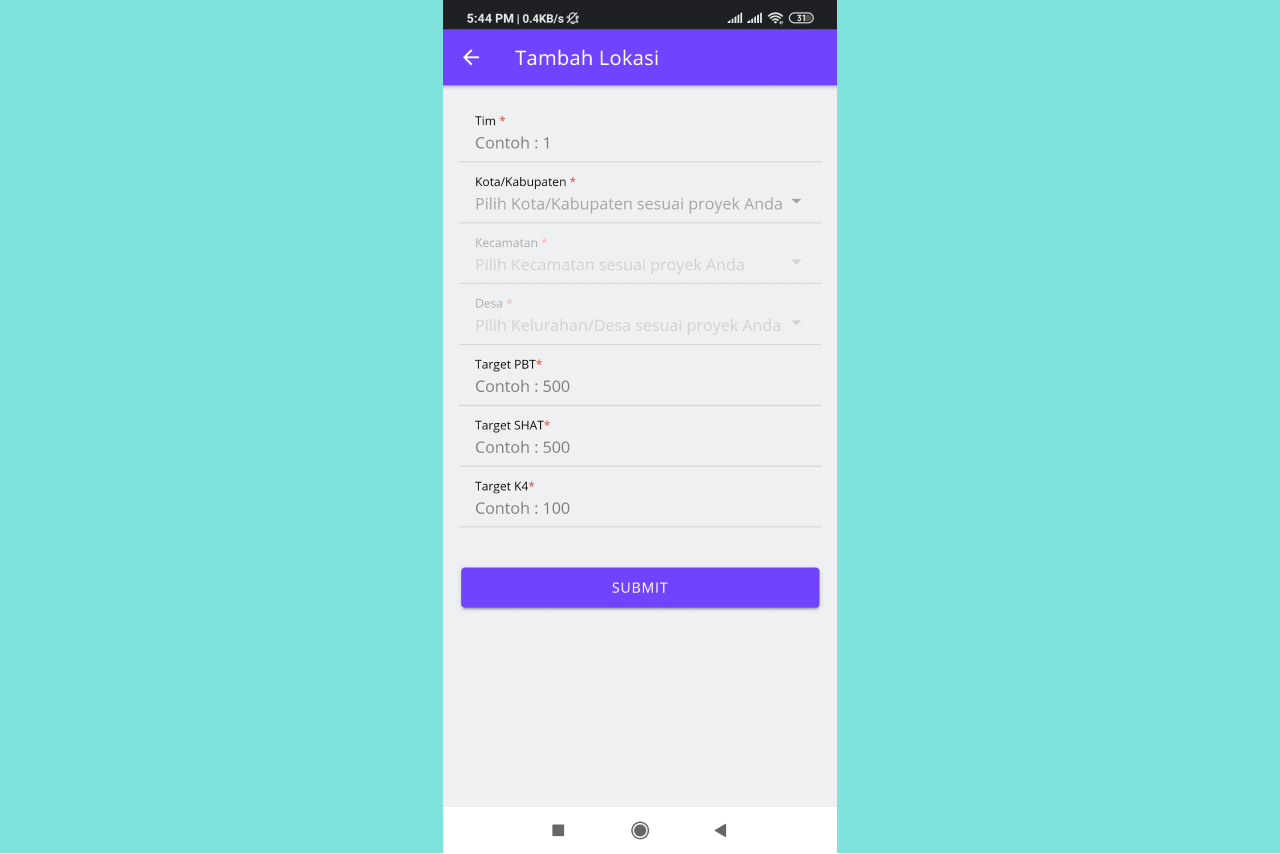 5:44 PM | 0.4KB/s
31
Tambah Lokasi
Tim *
Contoh : 1
Kota/Kabupaten *
Pilih Kota/Kabupaten sesuai proyek Anda
Kecamatan *
Pilih Kecamatan sesuai proyek Anda
Desa *
Pilih Kelurahan/Desa sesuai proyek Anda
Target PBT*
Contoh : 500
Target SHAT*
Contoh : 500
Target K4*
Contoh : 100
SUBMIT